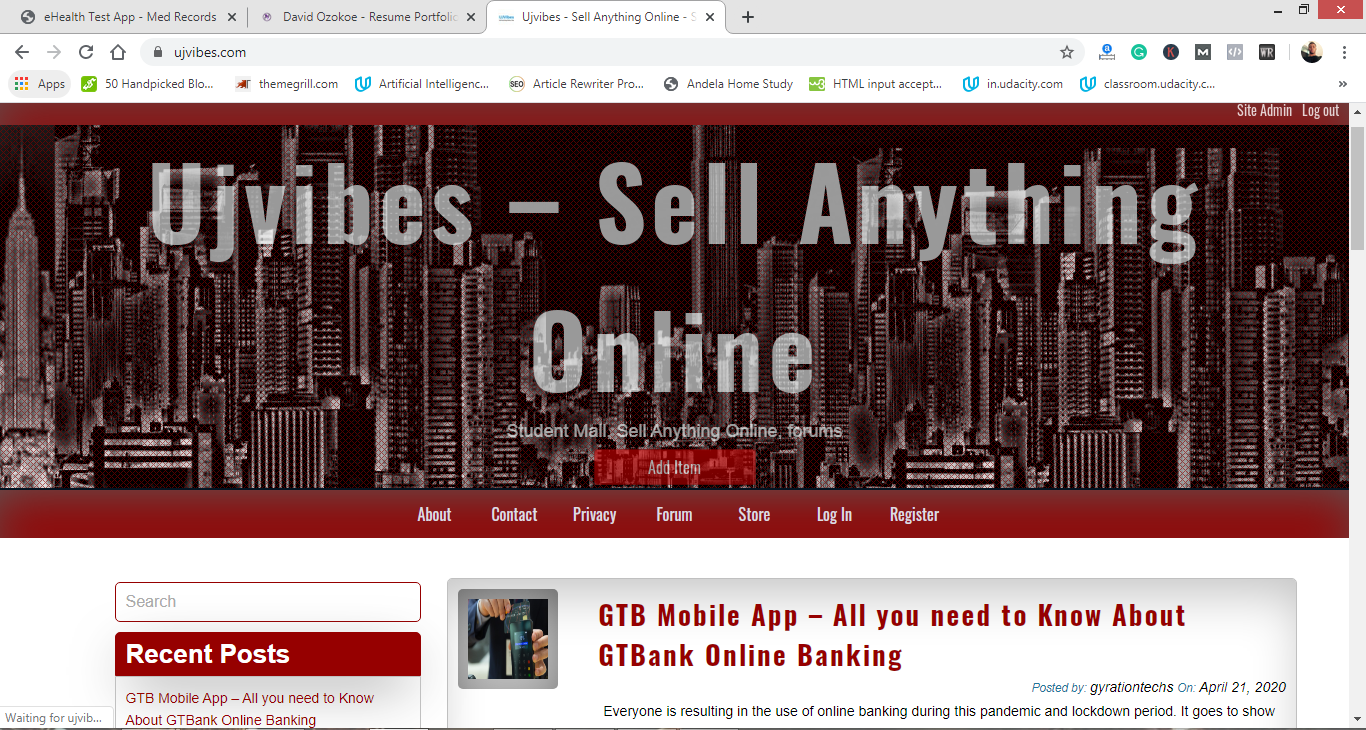 eHealth Test App - Med Records
David Ozokoe - Resume Portfolio
Ujvibes - Sell Anything Online - S
ujvibes.com
Apps
50 Handpicked Blo...
themegrill.com
Artificial Intelligenc...
SEO
Article Rewriter Pro...
Andela Home Study
HTML input accept...
in.udacity.com
classroom.udacity.c...
Site Admin Log out
Ujvibes – Sell Anything
Online
Student Mall, Sell Anything Online, forums
Add Item
About Contact Privacy Forum Store Log In Register
Search
Recent Posts
GTB Mobile App – All you need to Know
About GTBank Online Banking
GTB Mobile App – All you need to Know About
GTBank Online Banking
Posted by: gyrationtechs On: April 21, 2020
Everyone is resulting in the use of online banking during this pandemic and lockdown period. It goes to show
Waiting for ujvib...